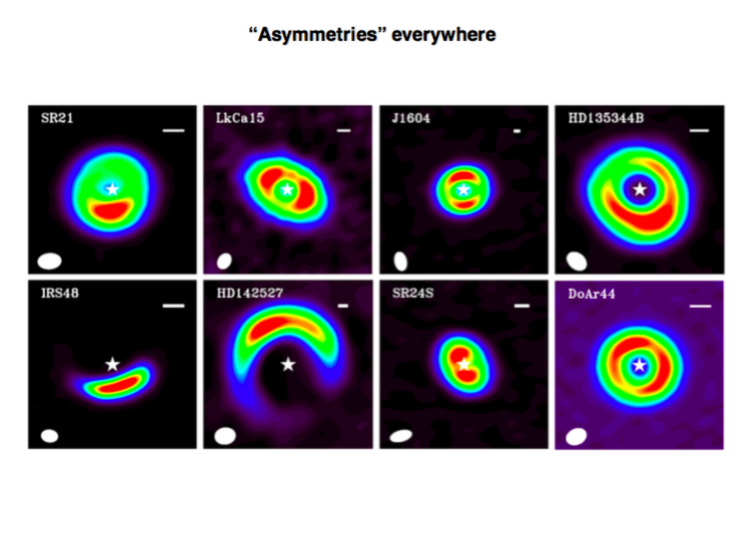 “Asymmetries” everywhere
SR21
LkCa15
J1604
HD135344B
IRS48
HD142527
SR24S
DoAr44